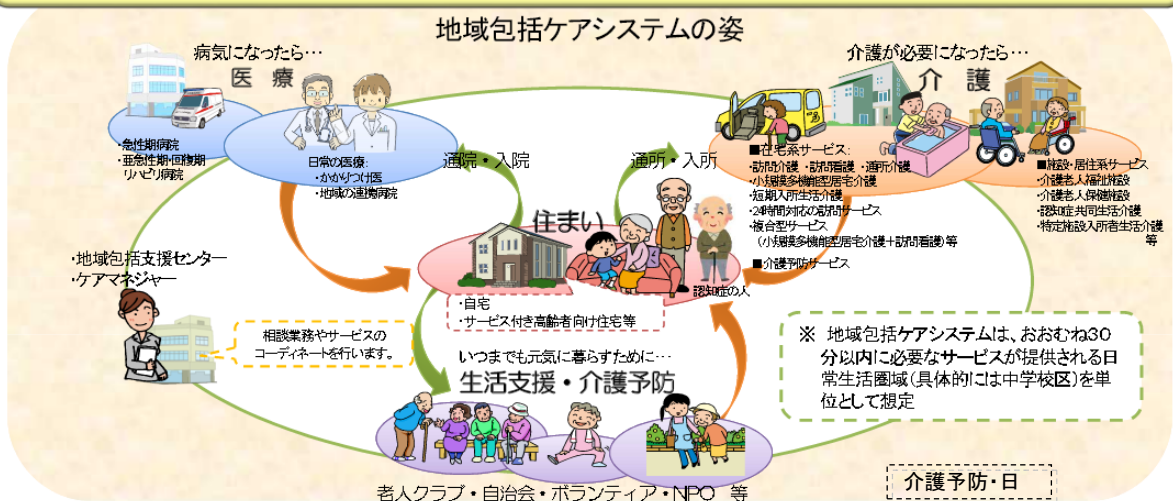 地域包括ケアシステムの姿
病気になったら…
医 療
・急性期病院
・亜急性期・回復期
リハビリ病院
日常の医療:
・かかりつけ医
・地域の連携病院
通院・入院
通所・入所
介護が必要になったら…
介 護
■在宅系サービス:
・訪問介護 ・訪問看護 ・通所介護
・小規模多機能型居宅介護
・短期入所生活介護
・24時間対応の訪問サービス
・複合型サービス
(小規模多機能型居宅介護+訪問看護)等
■介護予防サービス
■施設・居住系サービス
・介護老人福祉施設
・介護老人保健施設
・認知症共同生活介護
・特定施設入所者生活介護
等
住まい
認知症の人
・自宅
・サービス付き高齢者向け住宅等
・地域包括支援センター
・ケアマネジャー
相談業務やサービスの
コーディネートを行います。
いつまでも元気に暮らすために…
生活支援・介護予防
老人クラブ・自治会・ボランティア・NPO 等
※ 地域包括ケアシステムは、おおむね30
分以内に必要なサービスが提供される日
常生活圏域(具体的には中学校区)を単
位として想定
介護予防・日